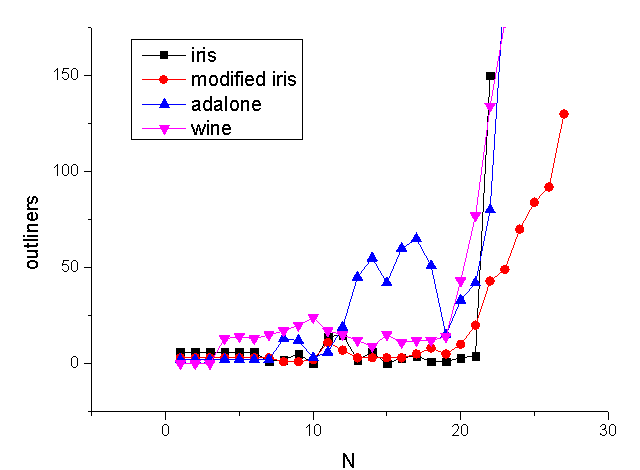 iris
modified iris
adalone
wine
150
100
50
0
outliners
0
10
20
30
N